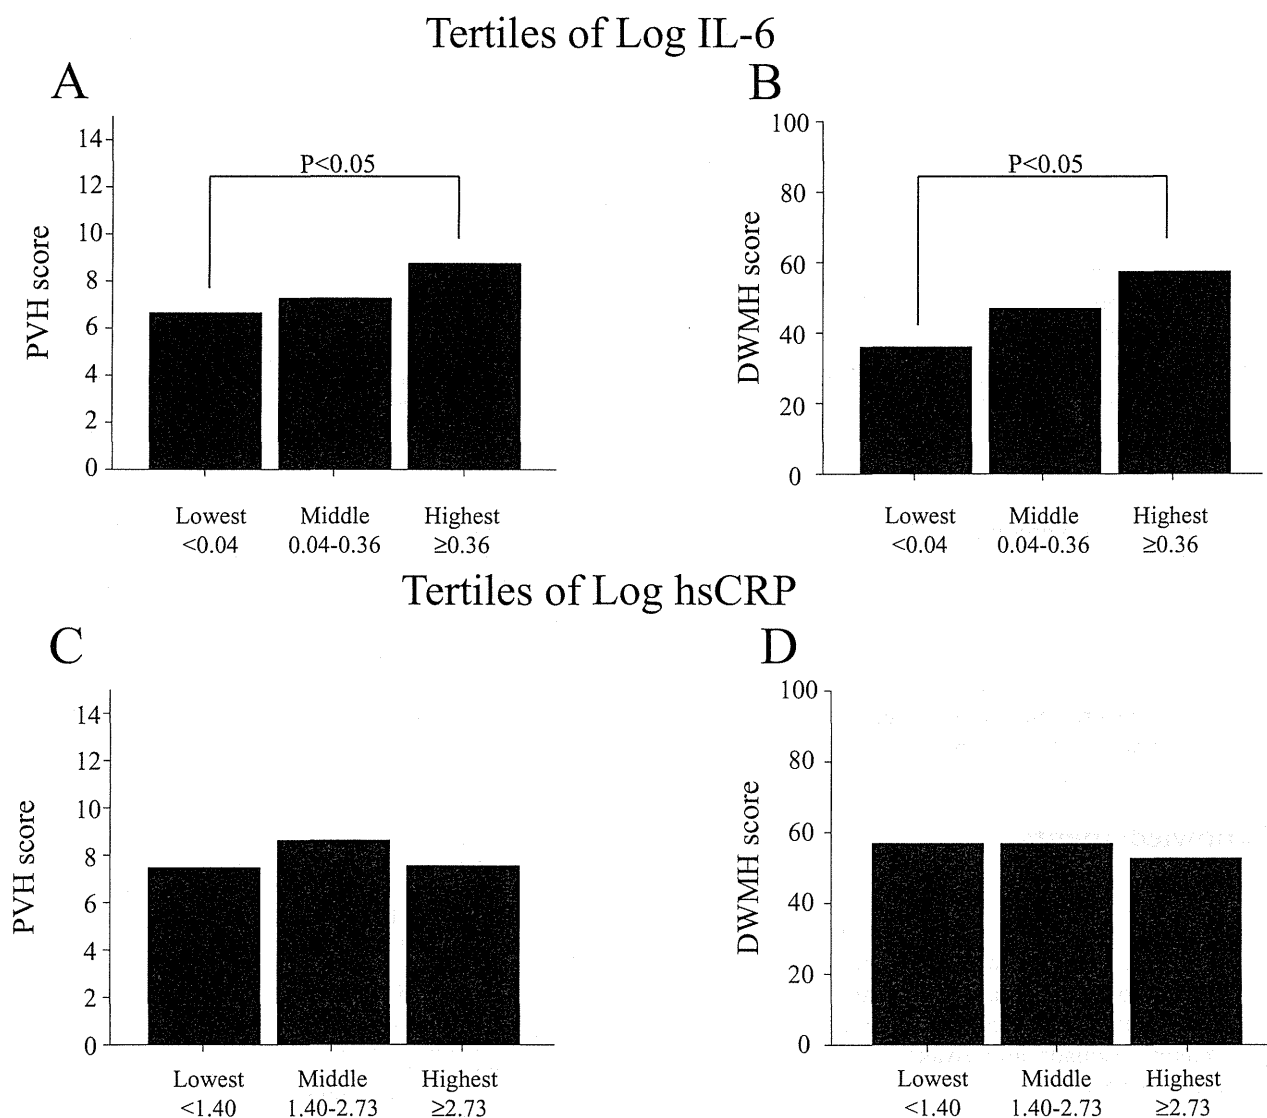 Tertiles of Log IL-6
A
PVH score
14
12
10
8
6
4
2
0
P<0.05
Lowest
<0.04
Middle
0.04-0.36
Highest
≥0.36
B
DWMH score
100
80
60
40
20
0
P<0.05
Lowest
<0.04
Middle
0.04-0.36
Highest
≥0.36
Tertiles of Log hsCRP
C
PVH score
14
12
10
8
6
4
2
0
Lowest
<1.40
Middle
1.40-2.73
Highest
≥2.73
D
DWMH score
100
80
60
40
20
0
Lowest
<1.40
Middle
1.40-2.73
Highest
≥2.73